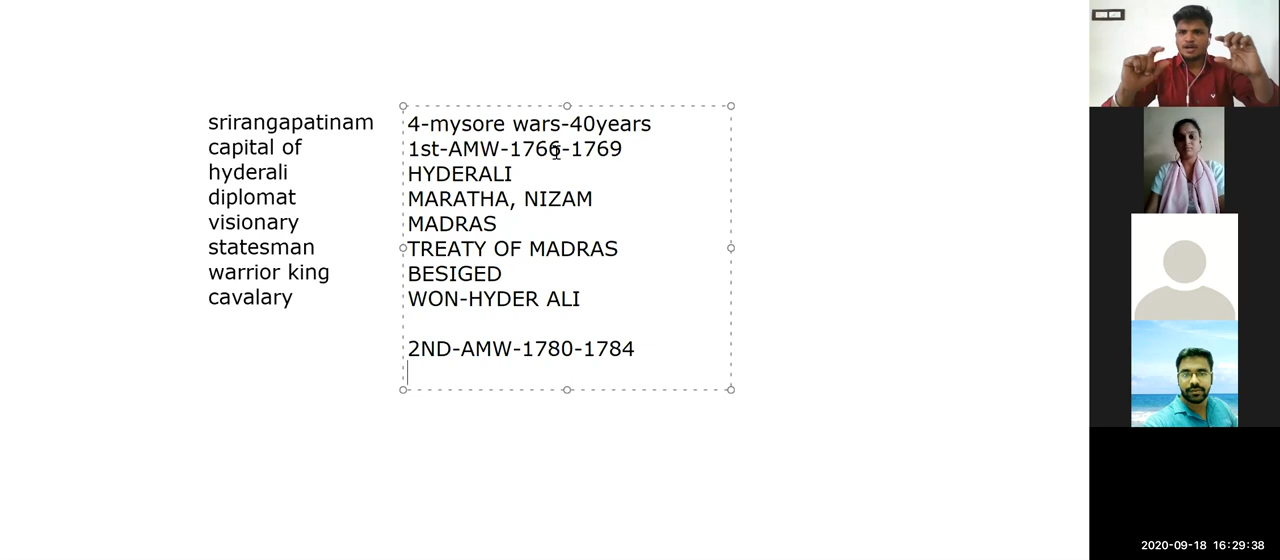 srirangapatinam
capital of
hyderali
diplomat
visionary
statesman
warrior king
cavalary
4-mysore wars-40years
1st-AMW-1766-1769
HYDERALI
MARATHA, NIZAM
MADRAS
TREATY OF MADRAS
BESIGED
WON-HYDER ALI
2ND-AMW-1780-1784
2020-09-18 16:29:38